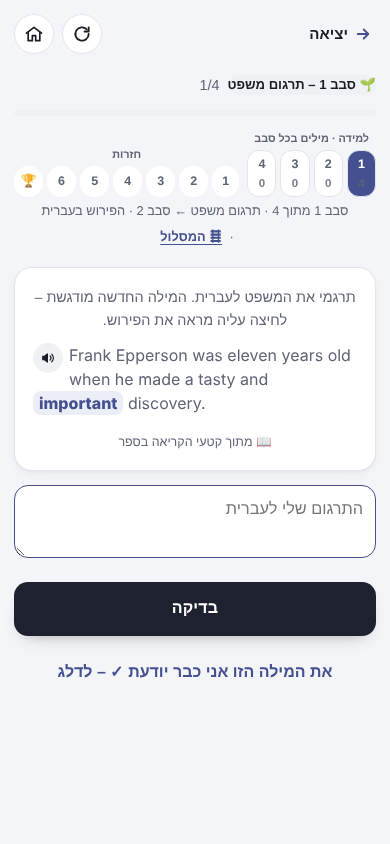 יציאה
🌱 סבב 1 – תרגום משפט 1/4
למידה · מילים בכל סבב
1 2 3 4
4 0 0 0
חזרות
1 2 3 4 5 6 🏆
סבב 1 מתוך 4 · תרגום משפט ← סבב 2 · הפירוש בעברית
· 🧬 המסלול
תרגמי את המשפט לעברית. המילה החדשה מודגשת –
לחיצה עליה מראה את הפירוש.
Frank Epperson was eleven years old
when he made a tasty and
important discovery.
📖 מתוך קטעי הקריאה בספר
התרגום שלי לעברית
בדיקה
את המילה הזו אני כבר יודעת ✓ – לדלג